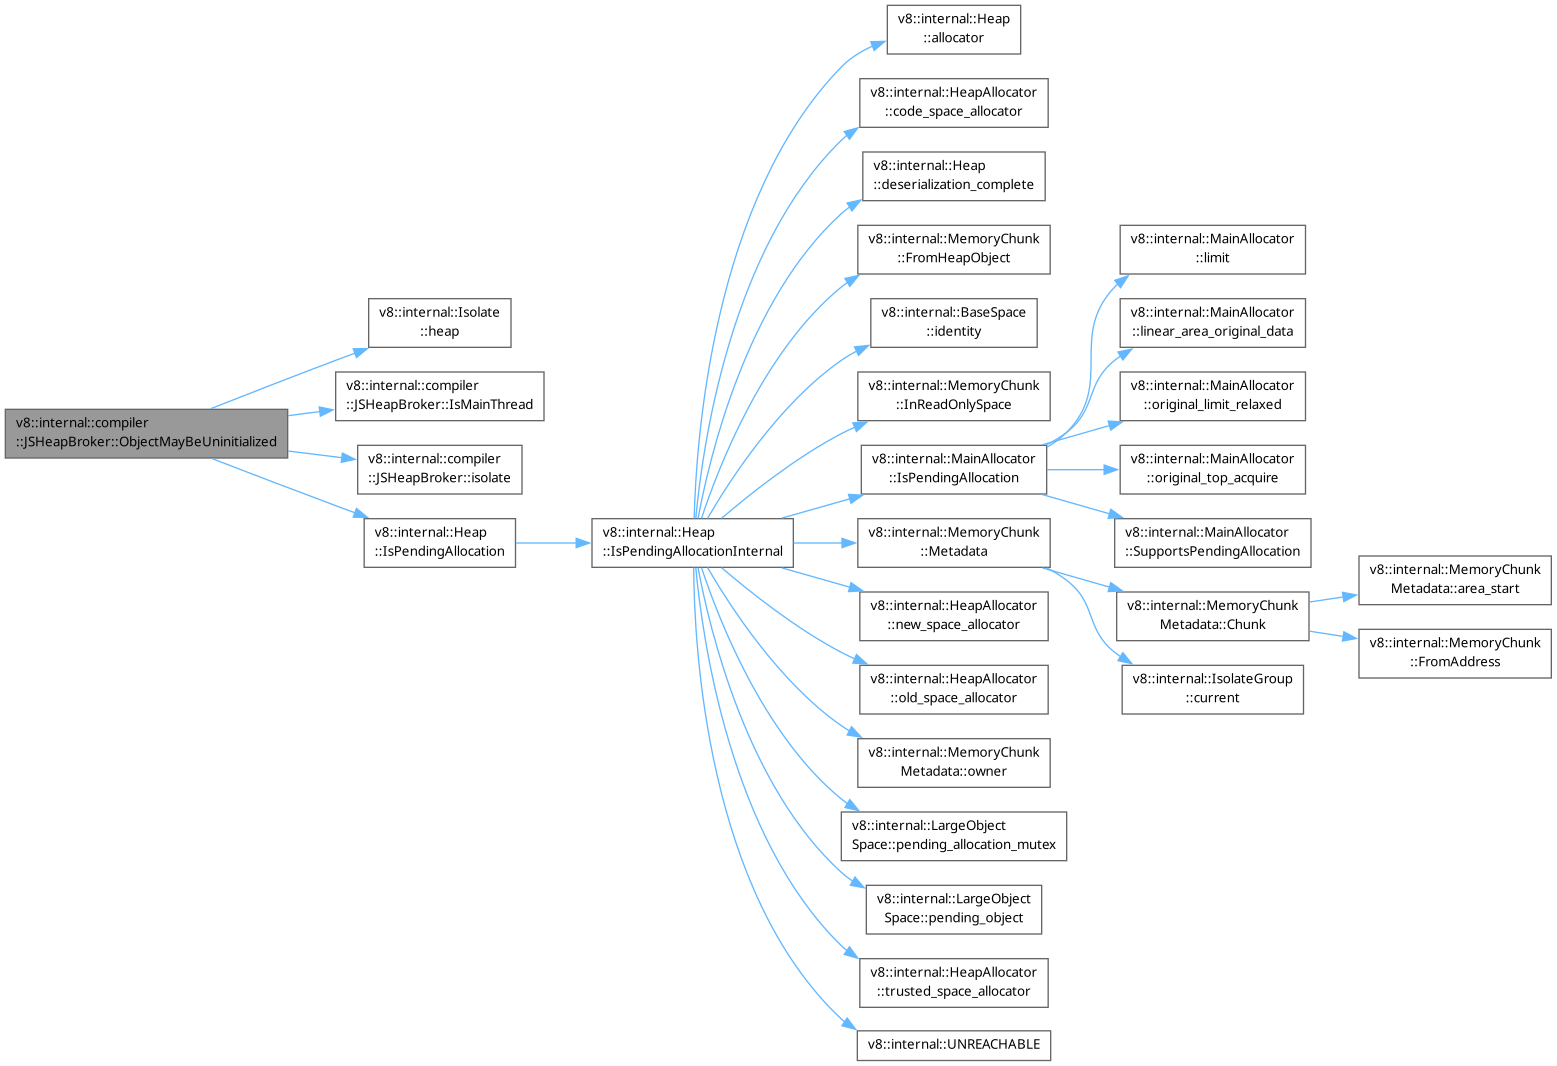 v8::internal::compiler
::JSHeapBroker::ObjectMayBeUninitialized
v8::internal::Isolate
::heap
v8::internal::compiler
::JSHeapBroker::IsMainThread
v8::internal::compiler
::JSHeapBroker::isolate
v8::internal::Heap
::IsPendingAllocation
v8::internal::Heap
::IsPendingAllocationInternal
v8::internal::Heap
::allocator
v8::internal::HeapAllocator
::code_space_allocator
v8::internal::Heap
::deserialization_complete
v8::internal::MemoryChunk
::FromHeapObject
v8::internal::BaseSpace
::identity
v8::internal::MemoryChunk
::InReadOnlySpace
v8::internal::MainAllocator
::IsPendingAllocation
v8::internal::MemoryChunk
::Metadata
v8::internal::HeapAllocator
::new_space_allocator
v8::internal::HeapAllocator
::old_space_allocator
v8::internal::MemoryChunk
Metadata::owner
v8::internal::LargeObject
Space::pending_allocation_mutex
v8::internal::LargeObject
Space::pending_object
v8::internal::HeapAllocator
::trusted_space_allocator
v8::internal::UNREACHABLE
v8::internal::MainAllocator
::limit
v8::internal::MainAllocator
::linear_area_original_data
v8::internal::MainAllocator
::original_limit_relaxed
v8::internal::MainAllocator
::original_top_acquire
v8::internal::MainAllocator
::SupportsPendingAllocation
v8::internal::MemoryChunk
Metadata::Chunk
v8::internal::IsolateGroup
::current
v8::internal::MemoryChunk
Metadata::area_start
v8::internal::MemoryChunk
::FromAddress